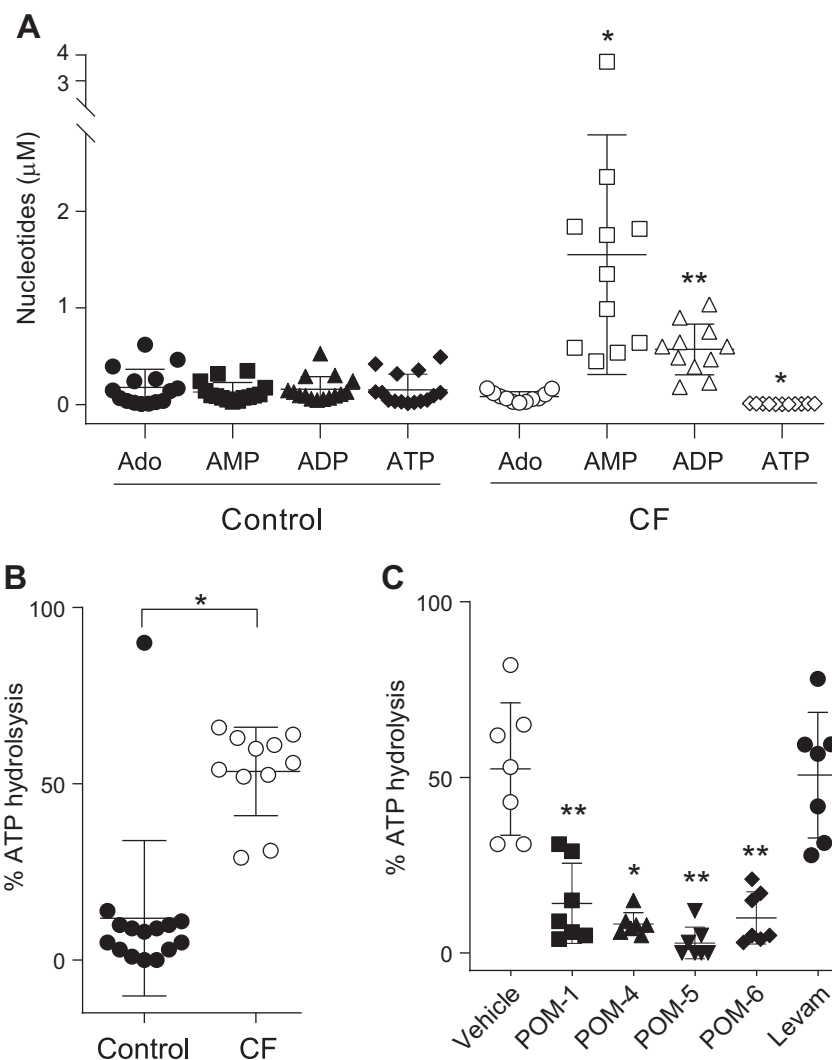 A
4
3
*
Nucleotides (μM)
2
**
1
*
0
Ado AMP ADP ATP Ado AMP ADP ATP
Control CF
B C
100 100
*
% ATP hydrolsysis
% ATP hydrolysis
50 50
** * ** **
0 0
Control CF
Vehicle POM-1 POM-4 POM-5 POM-6 Levam